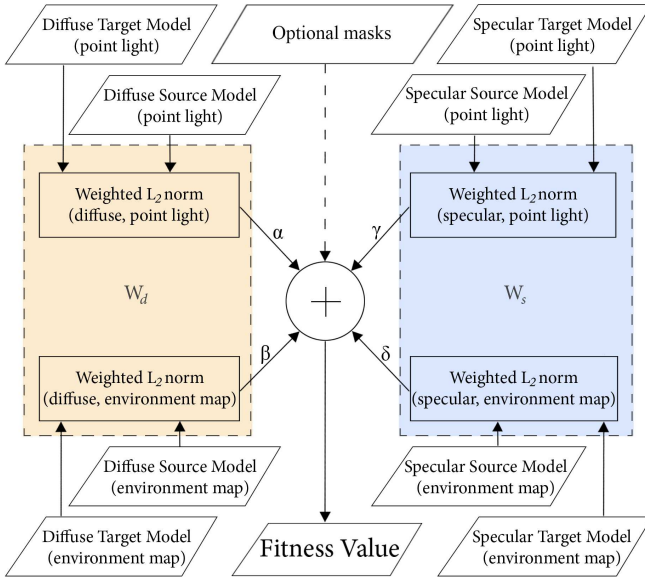 Diffuse Target Model
(point light)
Optional masks
Specular Target Model
(point light)
Diffuse Source Model
(point light)
Specular Source Model
(point light)
Weighted L2 norm
(diffuse, point light)
Weighted L2 norm
(specular, point light)
α
γ
Wd
+
Ws
β
δ
Weighted L2 norm
(diffuse, environment map)
Weighted L2 norm
(specular, environment map)
Diffuse Source Model
(environment map)
Specular Source Model
(environment map)
Diffuse Target Model
(environment map)
Fitness Value
Specular Target Model
(environment map)